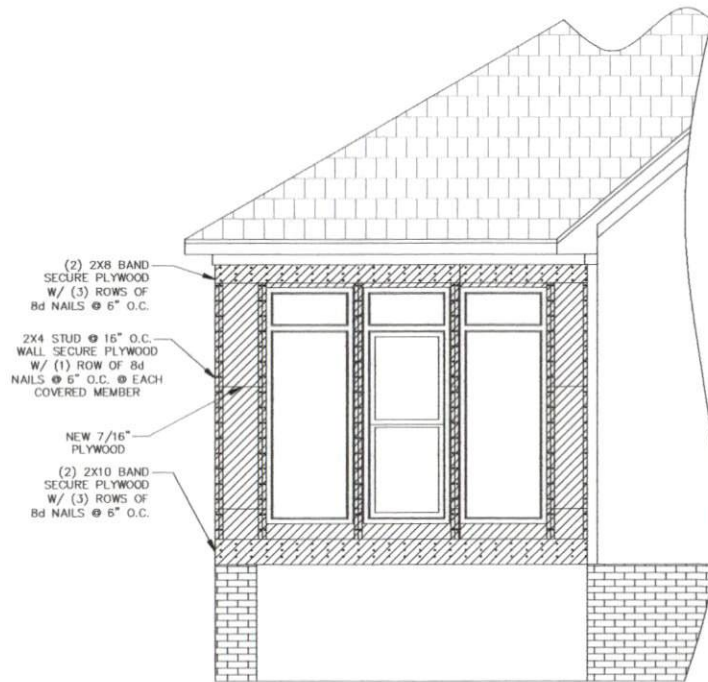 (2) 2X8 BAND
SECURE PLYWOOD
W/ (3) ROWS OF
8d NAILS @ 6" O.C.
2X4 STUD @ 16" O.C.
WALL SECURE PLYWOOD
W/ (1) ROW OF 8d
NAILS @ 6" O.C. @ EACH
COVERED MEMBER
NEW 7/16"
PLYWOOD
(2) 2X10 BAND
SECURE PLYWOOD
W/ (3) ROWS OF
8d NAILS @ 6" O.C.